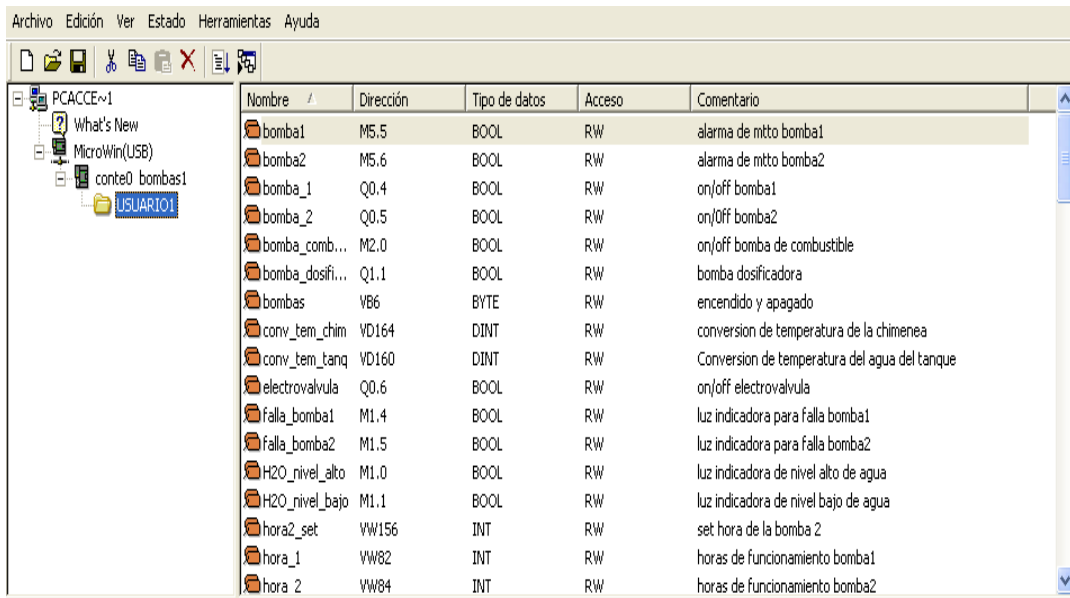 Archivo Edición Ver Estado Herramientas Ayuda
PCACCE~1
What's New
MicroWin(USB)
conte0_bombas1
USUARIO1
Nombre Dirección Tipo de datos Acceso Comentario
bomba1 M5.5 BOOL RW alarma de mtto bomba1
bomba2 M5.6 BOOL RW alarma de mtto bomba2
bomba_1 Q0.4 BOOL RW on/off bomba1
bomba_2 Q0.5 BOOL RW on/0ff bomba2
bomba_comb... M2.0 BOOL RW on/off bomba de combustible
bomba_dosifi... Q1.1 BOOL RW bomba dosificadora
bombas VB6 BYTE RW encendido y apagado
conv_tem_chim VD164 DINT RW conversion de temperatura de la chimenea
conv_tem_tanq VD160 DINT RW Conversion de temperatura del agua del tanque
electrovalvula Q0.6 BOOL RW on/off electrovalvula
falla_bomba1 M1.4 BOOL RW luz indicadora para falla bomba1
falla_bomba2 M1.5 BOOL RW luz indicadora para falla bomba2
H2O_nivel_alto M1.0 BOOL RW luz indicadora de nivel alto de agua
H2O_nivel_bajo M1.1 BOOL RW luz indicadora de nivel bajo de agua
hora2_set VW156 INT RW set hora de la bomba 2
hora_1 VW82 INT RW horas de funcionamiento bomba1
hora_2 VW84 INT RW horas de funcionamiento bomba2